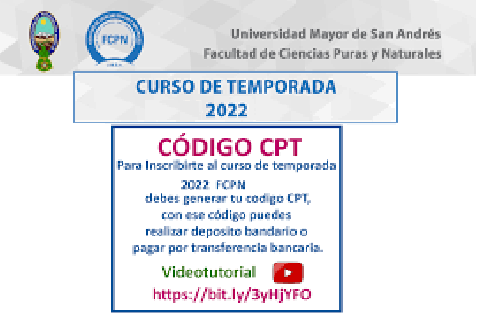 FCPN
Universidad Mayor de San Andrés
Facultad de Ciencias Puras y Naturales
CURSO DE TEMPORADA
2022
CÓDIGO CPT
Para Inscribirte al curso de temporada
2022 FCPN
debes generar tu codigo CPT,
con ese código puedes
realizar deposito bandario o
pagar por transferencia bancaria.
Videotutorial
https://bit.ly/3yHjYFO